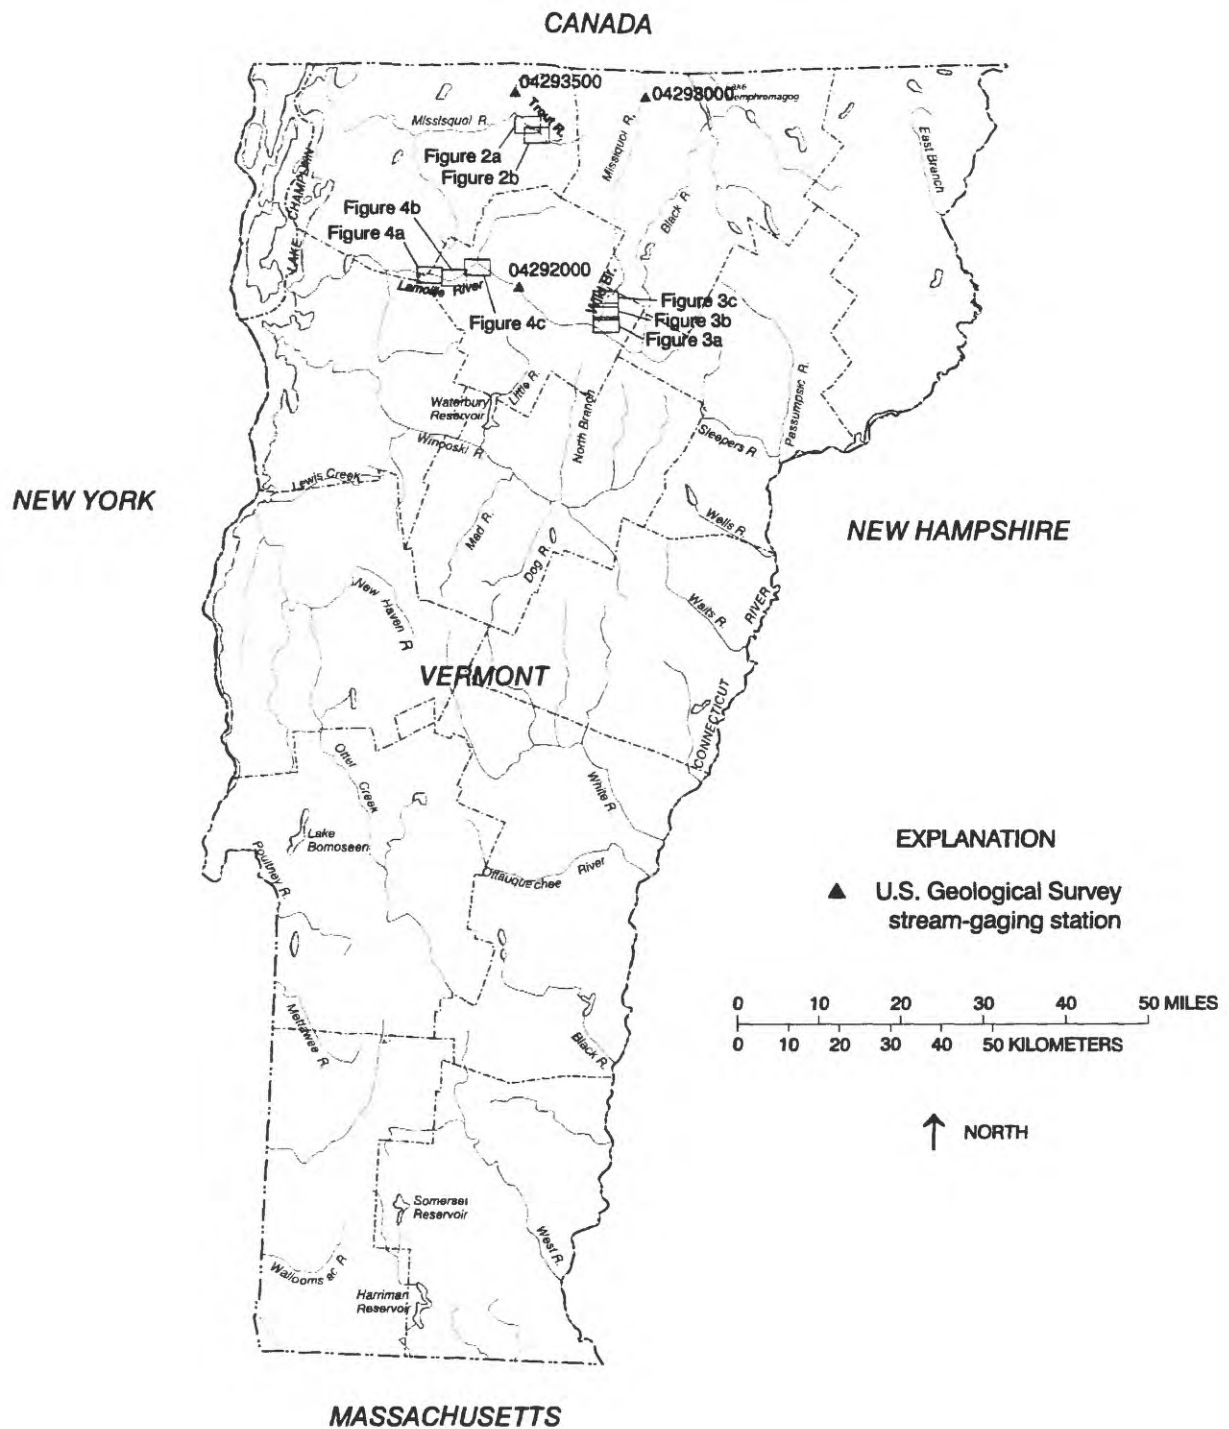 CANADA
04293500
04293000
Lake
Memphremagog
Missisquoi R.
Trout R.
Figure 2a
Figure 2b
Missiquoi R.
East Branch
LAKE CHAMPLAIN
Black R
Figure 4b
Figure 4a
04292000
Lamoille River
Wild Br.
Figure 3c
Figure 3b
Figure 3a
Figure 4c
Little R.
Waterbury
Reservoir
North Branch
Passumpsic R.
Winooski R
Sleepers R
Lewis Creek
NEW YORK
Mad R.
Dog R.
Wells R.
NEW HAMPSHIRE
New Haven R
Waits R.
VERMONT
CONNECTICUT RIVER
Otter Creek
White R
Lake
Bomoseen
Poultney R.
Ottauquechee River
EXPLANATION
U.S. Geological Survey
stream-gaging station
Mettawee R.
Black R.
0 10 20 30 40 50 MILES
0 10 20 30 40 50 KILOMETERS
NORTH
Somerset
Reservoir
West R.
Walloomsac R
Harriman
Reservoir
MASSACHUSETTS